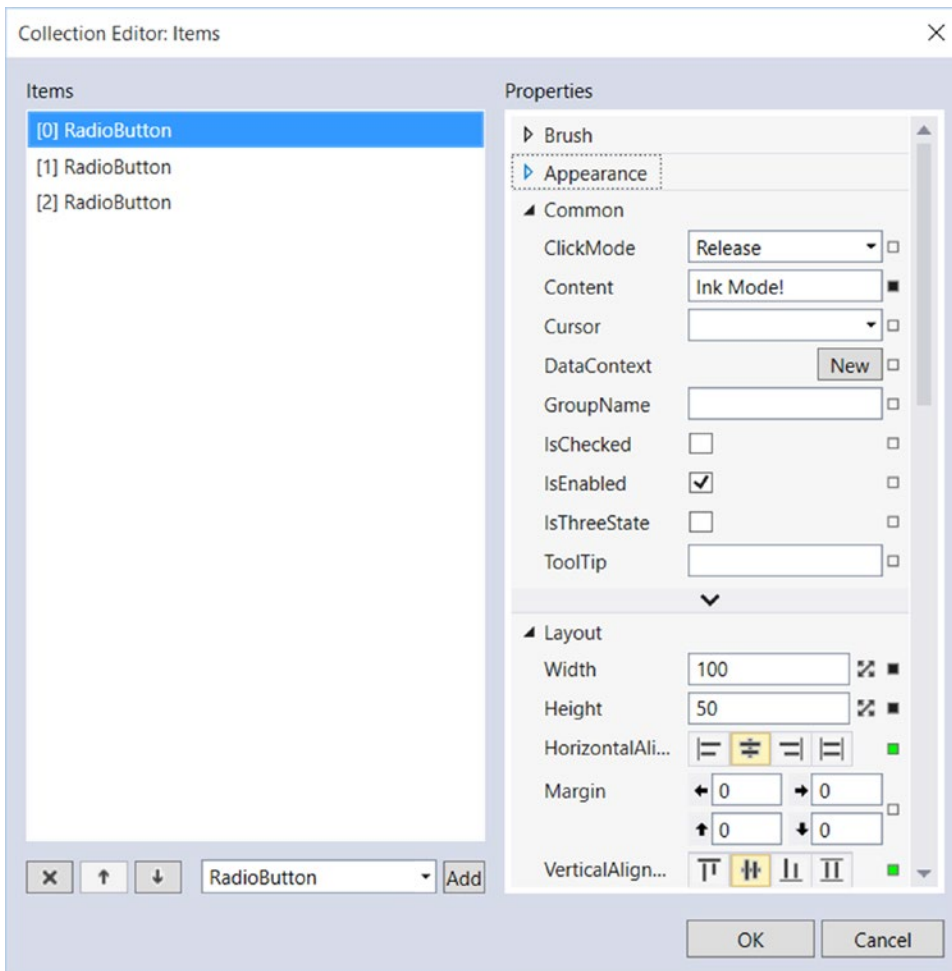 Collection Editor: Items
Items
[0] RadioButton
[1] RadioButton
[2] RadioButton
RadioButton
Add
Properties
Brush
Appearance
Common
ClickMode Release
Content Ink Mode!
Cursor
DataContext New
GroupName
IsChecked
IsEnabled
IsThreeState
ToolTip
Layout
Width 100
Height 50
HorizontalAli...
Margin 0 0
0 0
VerticalAlign...
OK Cancel